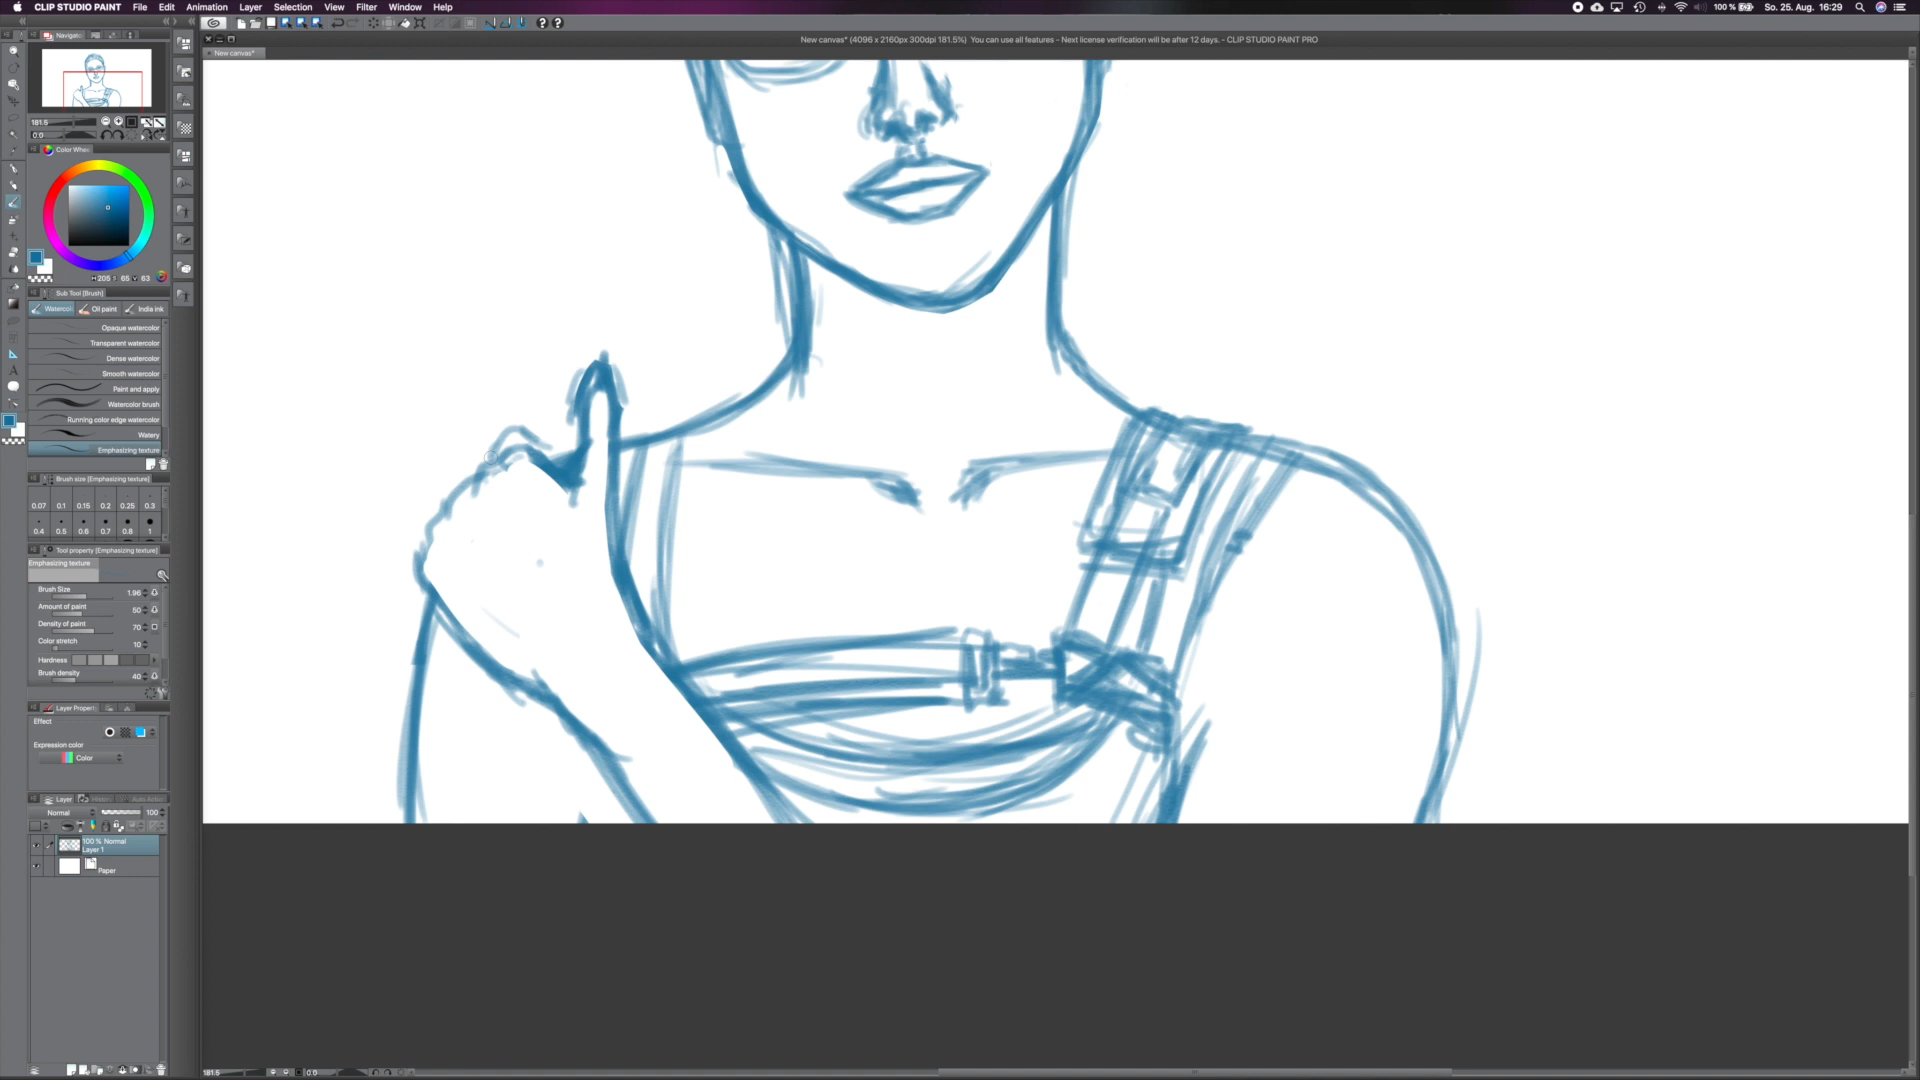 CLIP STUDIO PAINT File Edit Animation Layer Selection View Filter Window Help 100 % So. 25. Aug. 16:29
New canvas* (4096 x 2160px 300dpi 181.5%) You can use all features - Next license verification will be after 12 days. - CLIP STUDIO PAINT PRO
Navigator
New canvas*
181.5
0.0
Color Whee
H 205 S 65 V 63
Sub Tool [Brush]
Watercol Oil paint India ink
Opaque watercolor
Transparent watercolor
Dense watercolor
Smooth watercolor
Paint and apply
Watercolor brush
Running color edge watercolor
Watery
Emphasizing texture
Brush size [Emphasizing texture]
0.07 0.1 0.15 0.2 0.25 0.3
0.4 0.5 0.6 0.7 0.8 1
Tool property [Emphasizing texture]
Emphasizing texture
Brush Size 1.96
Amount of paint 50
Density of paint 70
Color stretch 10
Hardness
Brush density 40
Layer Propert
Effect
Expression color
Color
Layer
Normal 100
100 % Normal
Layer 1
Paper
181.5 0.0